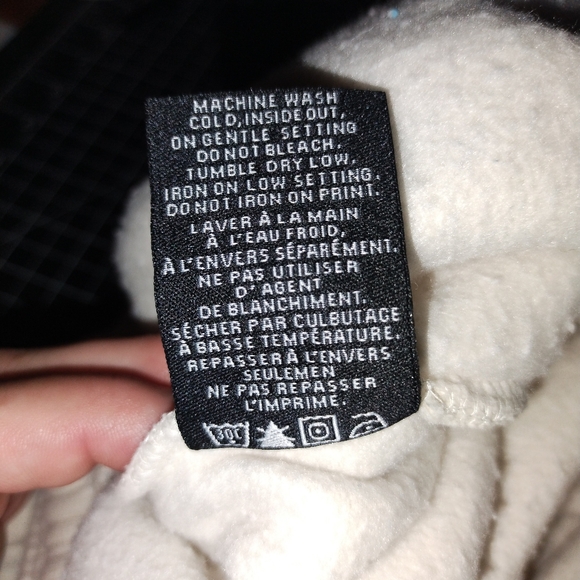 MACHINE WASH
COLD, INSIDE OUT,
ON GENTLE SETTING
DO NOT BLEACH.
TUMBLE DRY LOW,
IRON ON LOW SETTING.
DO NOT IRON ON PRINT.
LAVER À LA MAIN
À L'EAU FROID,
À L'ENVERS SÉPARÉMENT.
NE PAS UTILISER
D' AGENT
DE BLANCHIMENT.
SÉCHER PAR CULBUTAGE
À BASSE TEMPÉRATURE.
REPASSER À L'ENVERS
SEULEMEN
NE PAS REPASSER
L'IMPRIME.
30°